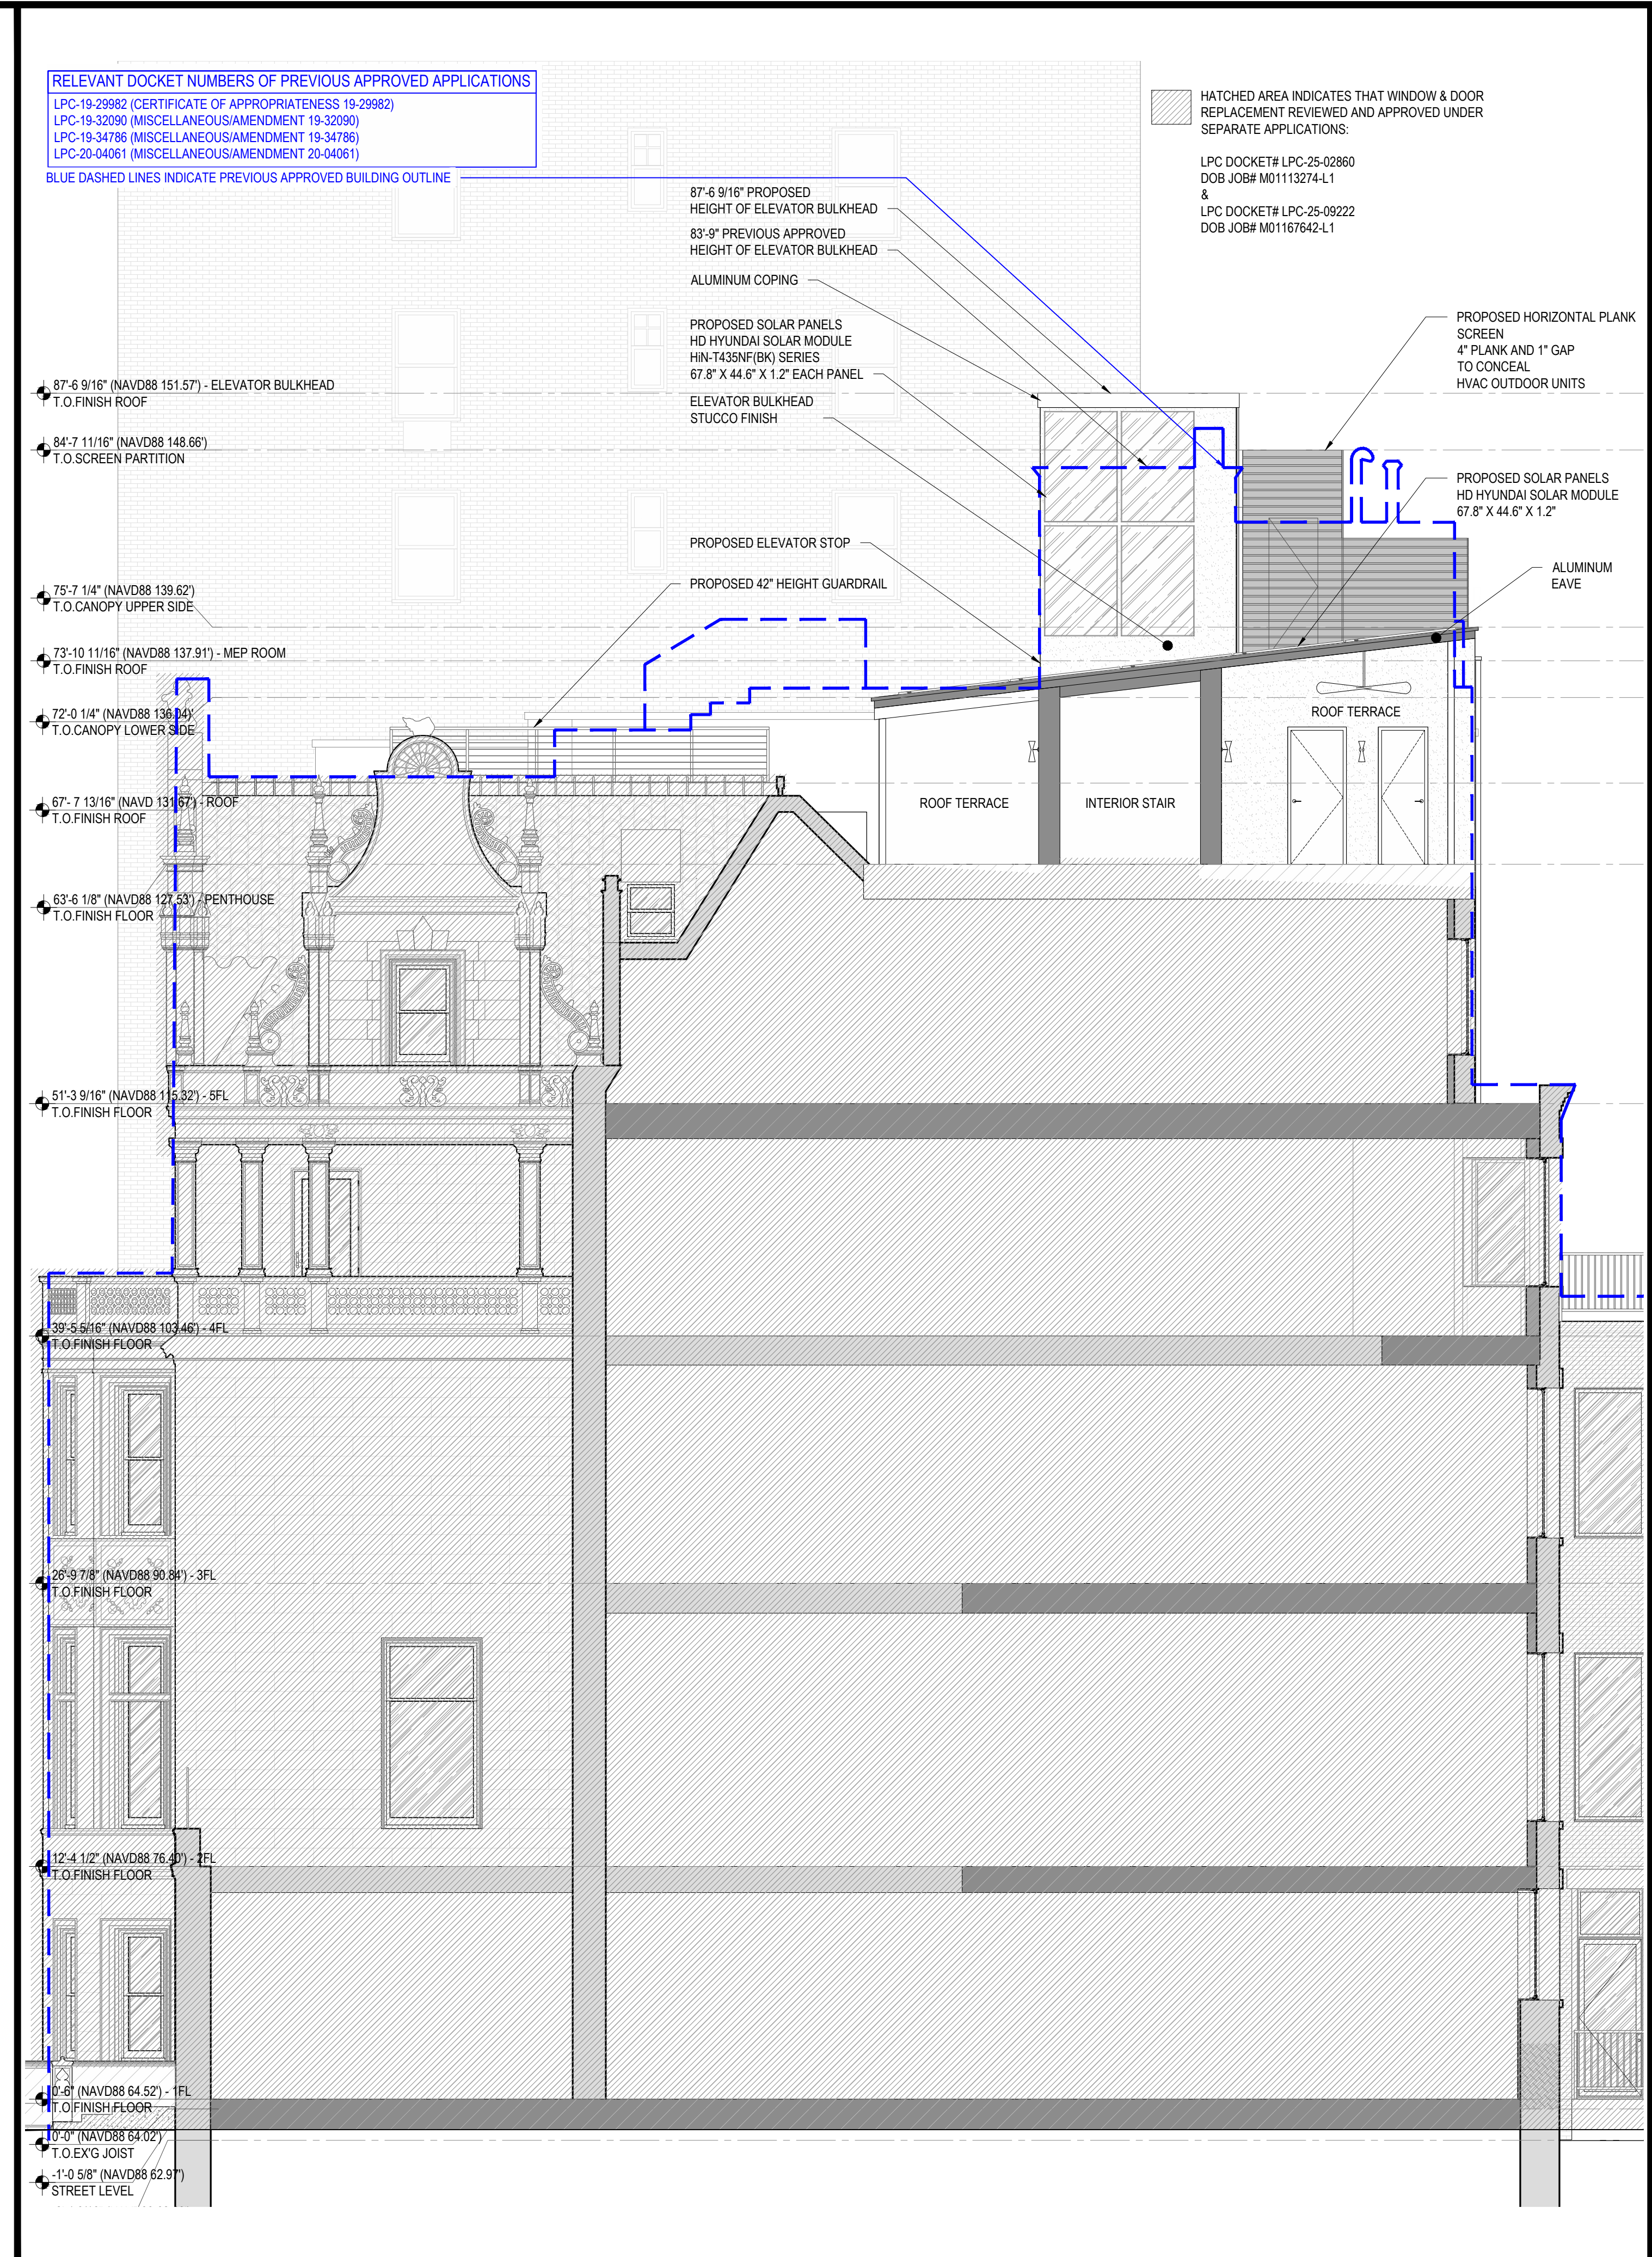 RELEVANT DOCKET NUMBERS OF PREVIOUS APPROVED APPLICATIONS
LPC-19-29982 (CERTIFICATE OF APPROPRIATENESS 19-29982)
LPC-19-32090 (MISCELLANEOUS/AMENDMENT 19-32090)
LPC-19-34786 (MISCELLANEOUS/AMENDMENT 19-34786)
LPC-20-04061 (MISCELLANEOUS/AMENDMENT 20-04061)
BLUE DASHED LINES INDICATE PREVIOUS APPROVED BUILDING OUTLINE
HATCHED AREA INDICATES THAT WINDOW & DOOR
REPLACEMENT REVIEWED AND APPROVED UNDER
SEPARATE APPLICATIONS:
LPC DOCKET# LPC-25-02860
DOB JOB# M01113274-L1
&
LPC DOCKET# LPC-25-09222
DOB JOB# M01167642-L1
87'-6 9/16" PROPOSED
HEIGHT OF ELEVATOR BULKHEAD
83'-9" PREVIOUS APPROVED
HEIGHT OF ELEVATOR BULKHEAD
ALUMINUM COPING
PROPOSED SOLAR PANELS
HD HYUNDAI SOLAR MODULE
HiN-T435NF(BK) SERIES
67.8" X 44.6" X 1.2" EACH PANEL
ELEVATOR BULKHEAD
STUCCO FINISH
PROPOSED ELEVATOR STOP
PROPOSED 42" HEIGHT GUARDRAIL
PROPOSED HORIZONTAL PLANK
SCREEN
4" PLANK AND 1" GAP
TO CONCEAL
HVAC OUTDOOR UNITS
PROPOSED SOLAR PANELS
HD HYUNDAI SOLAR MODULE
67.8" X 44.6" X 1.2"
ALUMINUM
EAVE
ROOF TERRACE
INTERIOR STAIR
ROOF TERRACE
87'-6 9/16" (NAVD88 151.57') - ELEVATOR BULKHEAD
T.O.FINISH ROOF
84'-7 11/16" (NAVD88 148.66')
T.O.SCREEN PARTITION
75'-7 1/4" (NAVD88 139.62')
T.O.CANOPY UPPER SIDE
73'-10 11/16" (NAVD88 137.91') - MEP ROOM
T.O.FINISH ROOF
72'-0 1/4" (NAVD88 136.04)'
T.O.CANOPY LOWER SIDE
67'- 7 13/16" (NAVD 131.67') - ROOF
T.O.FINISH ROOF
63'-6 1/8" (NAVD88 127.53') - PENTHOUSE
T.O.FINISH FLOOR
51'-3 9/16" (NAVD88 115.32') - 5FL
T.O.FINISH FLOOR
39'-5 5/16" (NAVD88 103.46') - 4FL
T.O.FINISH FLOOR
26'-9 7/8" (NAVD88 90.84') - 3FL
T.O.FINISH FLOOR
12'-4 1/2" (NAVD88 76.40') - 2FL
T.O.FINISH FLOOR
0'-6" (NAVD88 64.52') - 1FL
T.O.FINISH FLOOR
0'-0" (NAVD88 64.02')
T.O.EX'G JOIST
-1'-0 5/8" (NAVD88 62.97')
STREET LEVEL